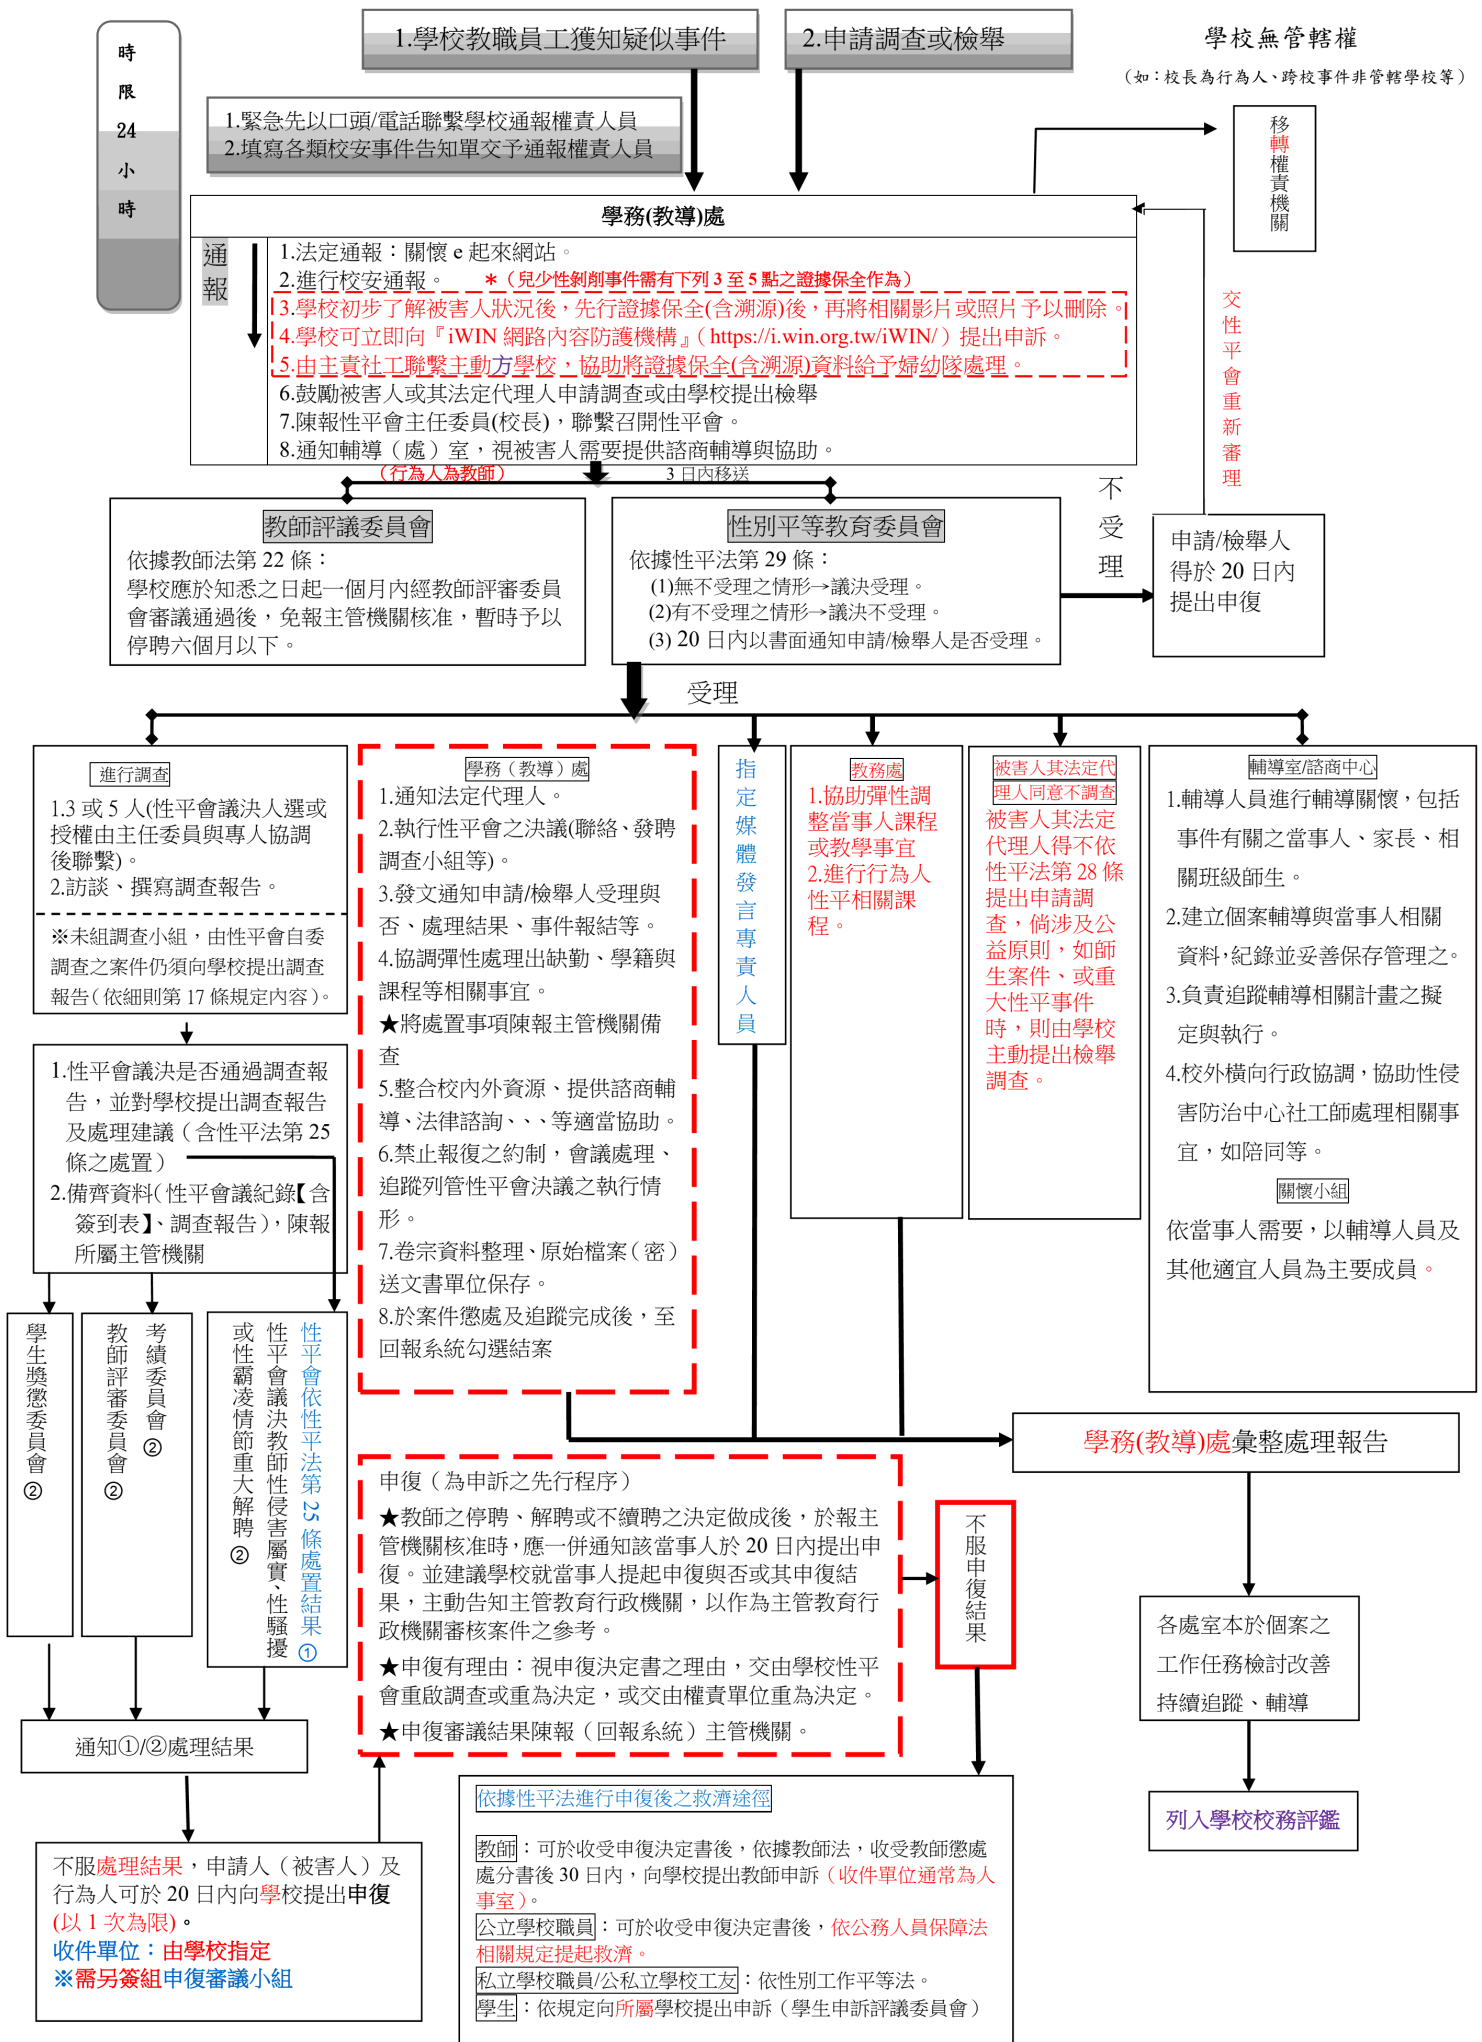 時
限
24
小
時
1.學校教職員工獲知疑似事件
2.申請調查或檢舉
學校無管轄權
（如：校長為行為人、跨校事件非管轄學校等）
1.緊急先以口頭/電話聯繫學校通報權責人員
2.填寫各類校安事件告知單交予通報權責人員
移轉權責機關
學務(教導)處
通報
1.法定通報：關懷 e 起來網站。
2.進行校安通報。 ＊（兒少性剝削事件需有下列 3 至 5 點之證據保全作為）
3.學校初步了解被害人狀況後，先行證據保全(含溯源)後，再將相關影片或照片予以刪除。
4.學校可立即向『iWIN 網路內容防護機構』（https://i.win.org.tw/iWIN/）提出申訴。
5.由主責社工聯繫主動方學校，協助將證據保全(含溯源)資料給予婦幼隊處理。
6.鼓勵被害人或其法定代理人申請調查或由學校提出檢舉
7.陳報性平會主任委員(校長)，聯繫召開性平會。
8.通知輔導（處）室，視被害人需要提供諮商輔導與協助。
交性平會重新審理
（行為人為教師）
3 日內移送
教師評議委員會
依據教師法第 22 條：
學校應於知悉之日起一個月內經教師評審委員
會審議通過後，免報主管機關核准，暫時予以
停聘六個月以下。
性別平等教育委員會
依據性平法第 29 條：
(1)無不受理之情形→議決受理。
(2)有不受理之情形→議決不受理。
(3) 20 日內以書面通知申請/檢舉人是否受理。
不受理
申請/檢舉人
得於 20 日內
提出申復
受理
進行調查
1.3 或 5 人(性平會議決人選或
授權由主任委員與專人協調
後聯繫)。
2.訪談、撰寫調查報告。
※未組調查小組，由性平會自委
調查之案件仍須向學校提出調查
報告（依細則第 17 條規定內容）。
1.性平會議決是否通過調查報
告，並對學校提出調查報告
及處理建議（含性平法第 25
條之處置）
2.備齊資料（性平會議紀錄【含
簽到表】、調查報告），陳報
所屬主管機關
學務（教導）處
1.通知法定代理人。
2.執行性平會之決議(聯絡、發聘
調查小組等)。
3.發文通知申請/檢舉人受理與
否、處理結果、事件報結等。
4.協調彈性處理出缺勤、學籍與
課程等相關事宜。
★將處置事項陳報主管機關備
查
5.整合校內外資源、提供諮商輔
導、法律諮詢、、、等適當協助。
6.禁止報復之約制，會議處理、
追蹤列管性平會決議之執行情
形。
7.卷宗資料整理、原始檔案（密）
送文書單位保存。
8.於案件懲處及追蹤完成後，至
回報系統勾選結案
指定媒體發言專責人員
教務處
1.協助彈性調
整當事人課程
或教學事宜
2.進行行為人
性平相關課
程。
被害人其法定代
理人同意不調查
被害人其法定
代理人得不依
性平法第 28 條
提出申請調
查，倘涉及公
益原則，如師
生案件、或重
大性平事件
時，則由學校
主動提出檢舉
調查。
輔導室/諮商中心
1.輔導人員進行輔導關懷，包括
事件有關之當事人、家長、相
關班級師生。
2.建立個案輔導與當事人相關
資料，紀錄並妥善保存管理之。
3.負責追蹤輔導相關計畫之擬
定與執行。
4.校外橫向行政協調，協助性侵
害防治中心社工師處理相關事
宜，如陪同等。
關懷小組
依當事人需要，以輔導人員及
其他適宜人員為主要成員。
學生獎懲委員會②
考績委員會②
教師評審委員會②
性平會依性平法第 25 條處置結果①
性平會議決教師性侵害屬實、性騷擾
或性霸凌情節重大解聘②
通知①/②處理結果
不服處理結果，申請人（被害人）及
行為人可於 20 日內向學校提出申復
(以 1 次為限)。
收件單位：由學校指定
※需另簽組申復審議小組
申復（為申訴之先行程序）
★教師之停聘、解聘或不續聘之決定做成後，於報主
管機關核准時，應一併通知該當事人於 20 日內提出申
復。並建議學校就當事人提起申復與否或其申復結
果，主動告知主管教育行政機關，以作為主管教育行
政機關審核案件之參考。
★申復有理由：視申復決定書之理由，交由學校性平
會重啟調查或重為決定，或交由權責單位重為決定。
★申復審議結果陳報（回報系統）主管機關。
不服申復結果
學務(教導)處彙整處理報告
各處室本於個案之
工作任務檢討改善
持續追蹤、輔導
列入學校校務評鑑
依據性平法進行申復後之救濟途徑
教師：可於收受申復決定書後，依據教師法，收受教師懲處
處分書後 30 日內，向學校提出教師申訴（收件單位通常為人
事室）。
公立學校職員：可於收受申復決定書後，依公務人員保障法
相關規定提起救濟。
私立學校職員/公私立學校工友：依性別工作平等法。
學生：依規定向所屬學校提出申訴（學生申訴評議委員會）